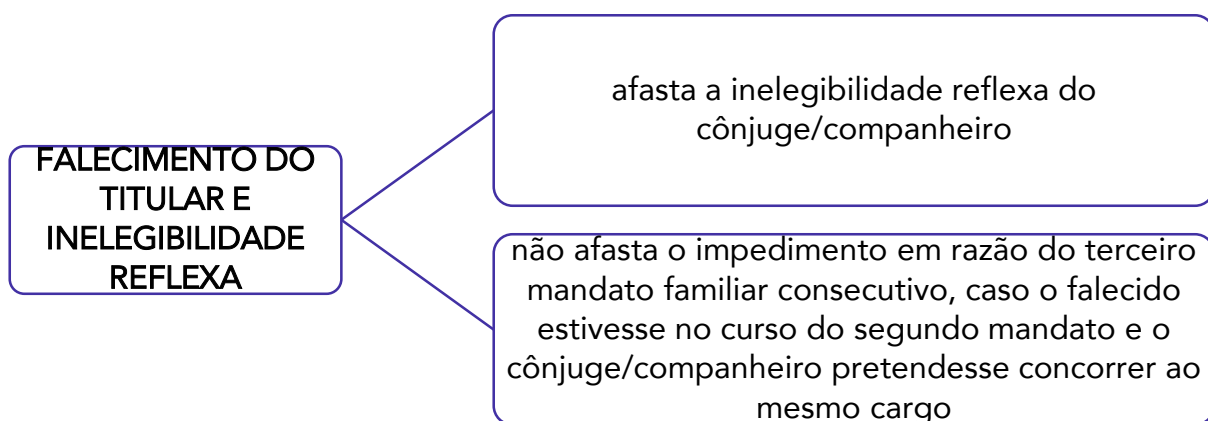 FALECIMENTO DO
TITULAR E
INELEGIBILIDADE
REFLEXA
afasta a inelegibilidade reflexa do
cônjuge/companheiro
não afasta o impedimento em razão do terceiro
mandato familiar consecutivo, caso o falecido
estivesse no curso do segundo mandato e o
cônjuge/companheiro pretendesse concorrer ao
mesmo cargo